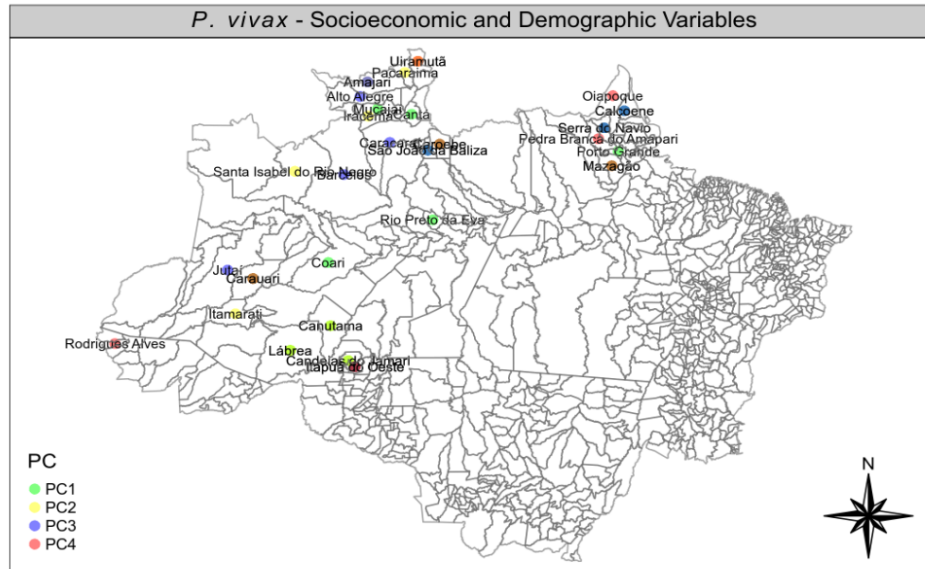 P. vivax - Socioeconomic and Demographic Variables
Uiramutã
Pacaraima
Amajari
Alto Alegre
Mucajaí
Iracema
Cantá
Oiapoque
Calcoene
Serra do Navio
Pedra Branca do Amapari
Porto Grande
Mazagão
Caracaraí
Caroebe
São João da Baliza
Santa Isabel do Rio Negro
Barcelos
Rio Preto da Eva
Coari
Jutaí
Carauari
Itamarati
Canutama
Rodrigues Alves
Lábrea
Candeias do Jamari
Itapuã do Oeste
PC
PC1
PC2
PC3
PC4
N